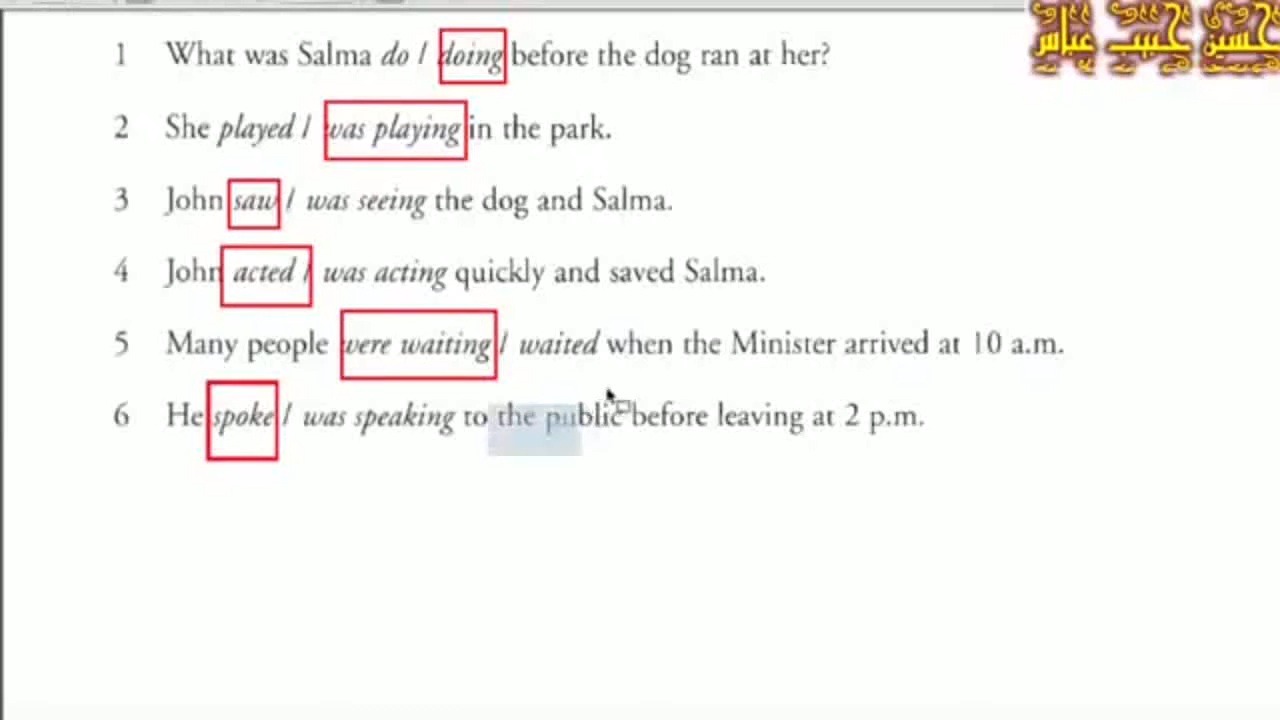 حسين حبيب عباس
1 What was Salma do / doing before the dog ran at her?
2 She played / was playing in the park.
3 John saw / was seeing the dog and Salma.
4 John acted / was acting quickly and saved Salma.
5 Many people were waiting / waited when the Minister arrived at 10 a.m.
6 He spoke / was speaking to the public before leaving at 2 p.m.